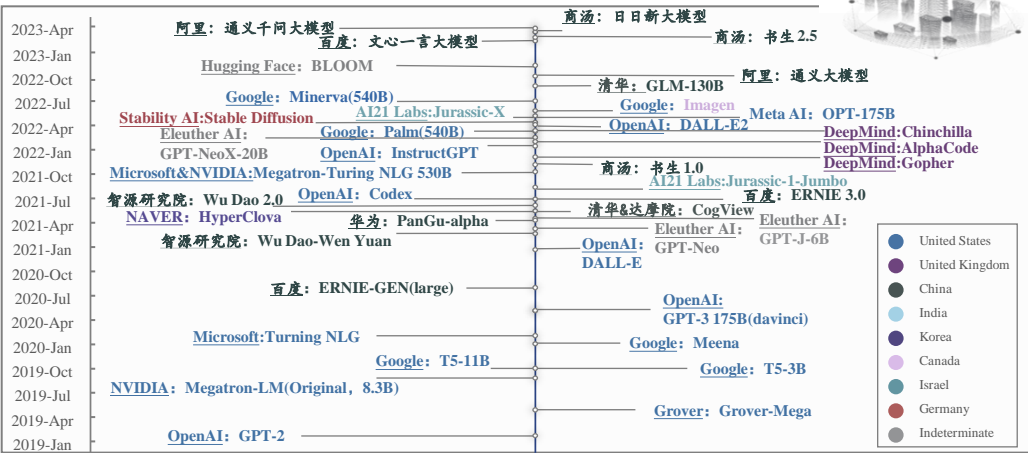 2023-Apr
2023-Jan
2022-Oct
2022-Jul
2022-Apr
2022-Jan
2021-Oct
2021-Jul
2021-Apr
2021-Jan
2020-Oct
2020-Jul
2020-Apr
2020-Jan
2019-Oct
2019-Jul
2019-Apr
2019-Jan
阿里：通义千问大模型
百度：文心一言大模型
Hugging Face：BLOOM
Google：Minerva(540B)
AI21 Labs:Jurassic-X
Stability AI:Stable Diffusion
Eleuther AI：
GPT-NeoX-20B
Google：Palm(540B)
OpenAI：InstructGPT
Microsoft&NVIDIA:Megatron-Turing NLG 530B
OpenAI：Codex
智源研究院：Wu Dao 2.0
NAVER：HyperClova
华为：PanGu-alpha
智源研究院：Wu Dao-Wen Yuan
百度：ERNIE-GEN(large)
Microsoft:Turning NLG
Google：T5-11B
NVIDIA：Megatron-LM(Original，8.3B)
OpenAI：GPT-2
商汤：日日新大模型
商汤：书生2.5
阿里：通义大模型
清华：GLM-130B
Google：Imagen
Meta AI：OPT-175B
OpenAI：DALL-E2
DeepMind:Chinchilla
DeepMind:AlphaCode
DeepMind:Gopher
商汤：书生1.0
AI21 Labs:Jurassic-1-Jumbo
百度：ERNIE 3.0
清华&达摩院：CogView
Eleuther AI：
GPT-J-6B
Eleuther AI：
GPT-Neo
OpenAI：
DALL-E
OpenAI:
GPT-3 175B(davinci)
Google：Meena
Google：T5-3B
Grover：Grover-Mega
United States
United Kingdom
China
India
Korea
Canada
Israel
Germany
Indeterminate